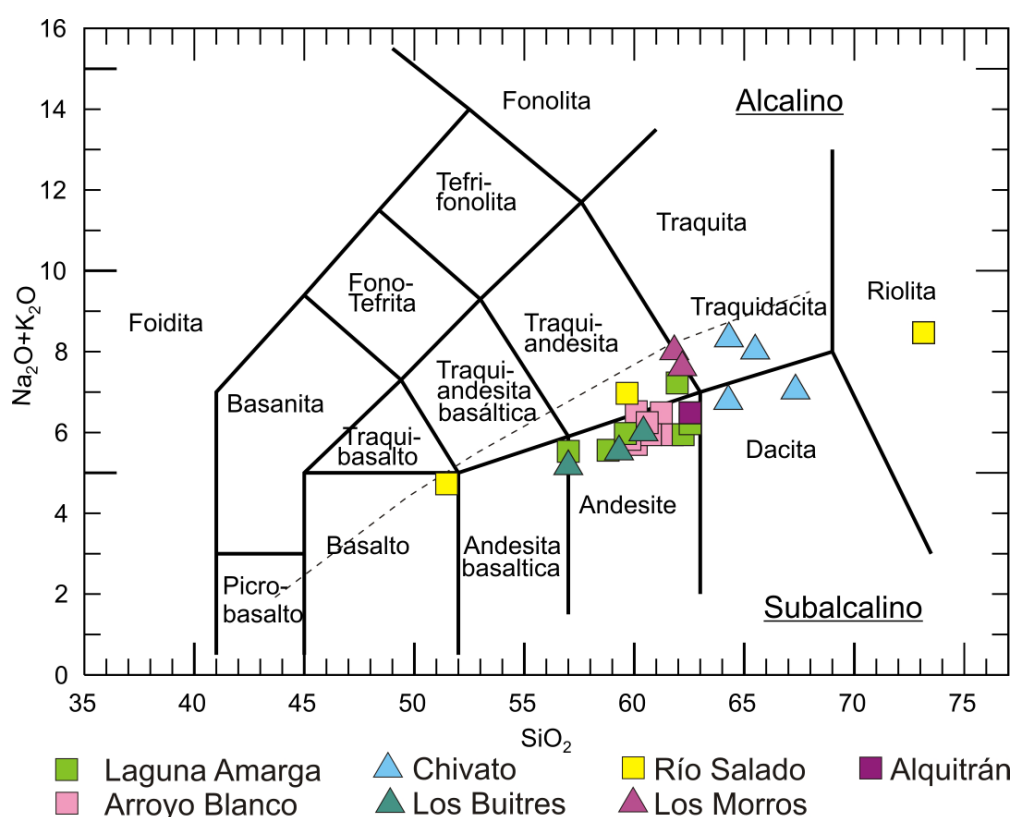 16
14
12
10
8
6
4
2
0
Na₂O+K₂O
35
40
45
50
55
60
65
70
75
SiO₂
Fonolita
Alcalino
Tefri-
fonolita
Traquita
Fono-
Tefrita
Traquidacita
Riolita
Foidita
Traqui-
andesita
Traqui-
andesita
basáltica
Basanita
Traqui-
basalto
Dacita
Andesite
Basalto
Andesita
basaltica
Picro-
basalto
Subalcalino
Laguna Amarga
Chivato
Río Salado
Alquitrán
Arroyo Blanco
Los Buitres
Los Morros